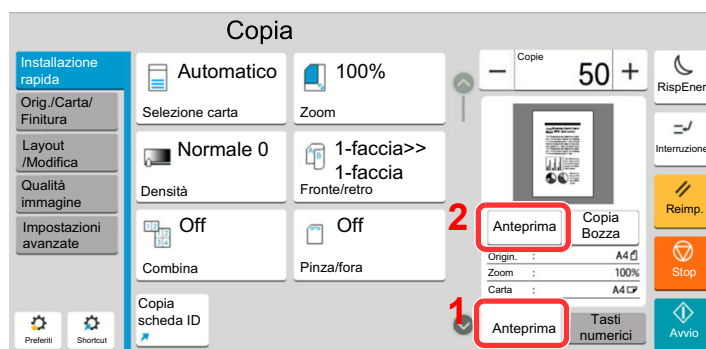 Copia
Installazione
rapida
Orig./Carta/
Finitura
Layout
/Modifica
Qualità
immagine
Impostazioni
avanzate
Preferiti
Shortcut
Automatico
Selezione carta
100%
Zoom
Normale 0
Densità
1-faccia>>
1-faccia
Fronte/retro
Off
Combina
Off
Pinza/fora
Copia
scheda ID
Copie
50
2
Anteprima
Copia
Bozza
Origin. : A4
Zoom : 100%
Carta : A4
1
Anteprima
Tasti
numerici
RispEner
Interruzione
Reimp.
Stop
Avvio